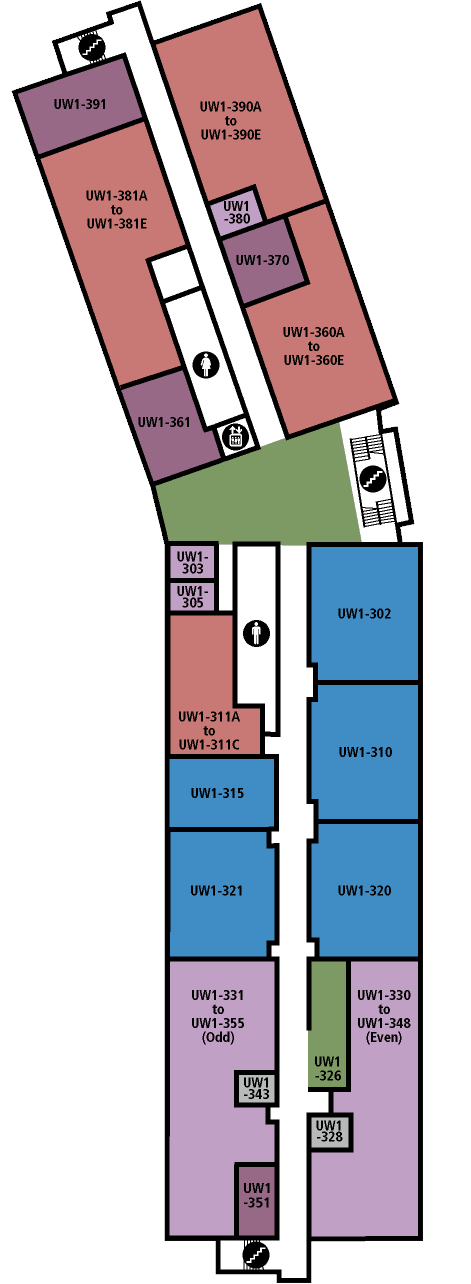 UW1-391
UW1-390A
to
UW1-390E
UW1-381A
to
UW1-381E
UW1
-380
UW1-370
UW1-360A
to
UW1-360E
UW1-361
UW1-
303
UW1-
305
UW1-302
UW1-311A
to
UW1-311C
UW1-310
UW1-315
UW1-321
UW1-320
UW1-331
to
UW1-355
(Odd)
UW1-330
to
UW1-348
(Even)
UW1
-326
UW1
-343
UW1
-328
UW1
-351